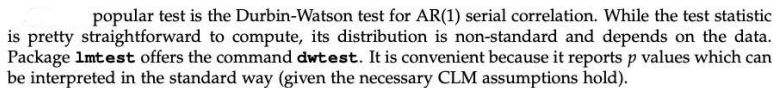 popular test is the Durbin-Watson test for AR(1) serial correlation. While the test statistic
is pretty straightforward to compute, its distribution is non-standard and depends on the data.
Package lmtest offers the command dwtest. It is convenient because it reports p values which can
be interpreted in the standard way (given the necessary CLM assumptions hold).